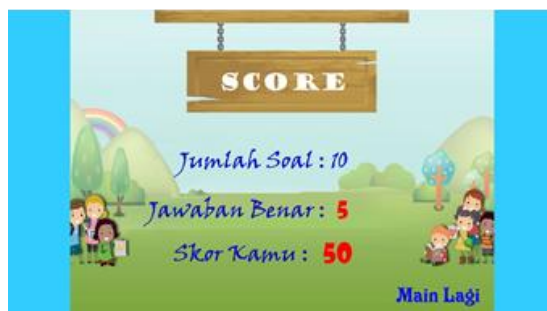 SCORE
Jumlah Soal : 10
Jawaban Benar : 5
Skor Kamu : 50
Main Lagi